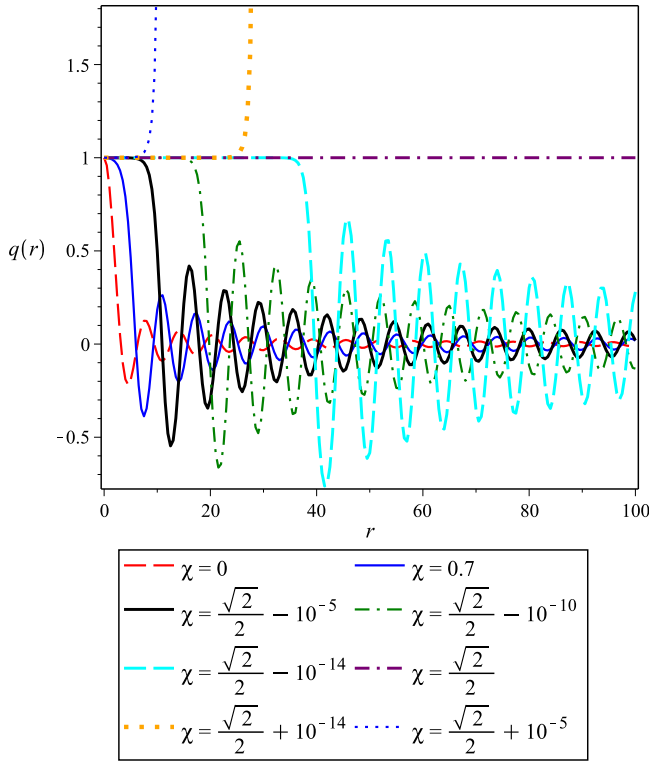 1.5
1
q(r)
0.5
0
-0.5
0 20 40 60 80 100
r
χ = 0 χ = 0.7
χ = √2/2 − 10⁻⁵ χ = √2/2 − 10⁻¹⁰
χ = √2/2 − 10⁻¹⁴ χ = √2/2
χ = √2/2 + 10⁻¹⁴ χ = √2/2 + 10⁻⁵